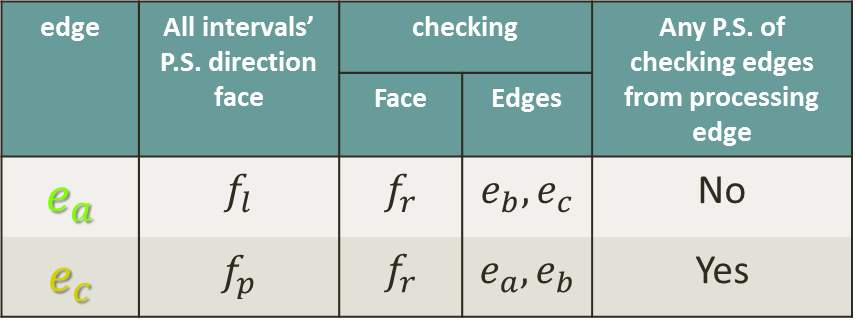 edge
All intervals’
P.S. direction
face
checking
Face
Edges
Any P.S. of
checking edges
from processing
edge
e_a
f_l
f_r
e_b, e_c
No
e_c
f_p
f_r
e_a, e_b
Yes